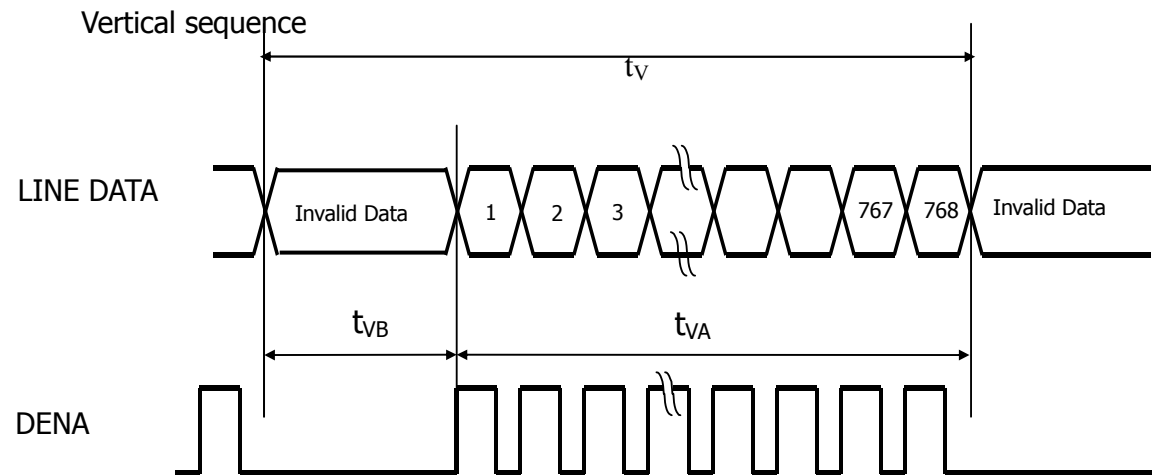 Vertical sequence
tV
LINE DATA
Invalid Data 1 2 3 767 768 Invalid Data
tVB tVA
DENA